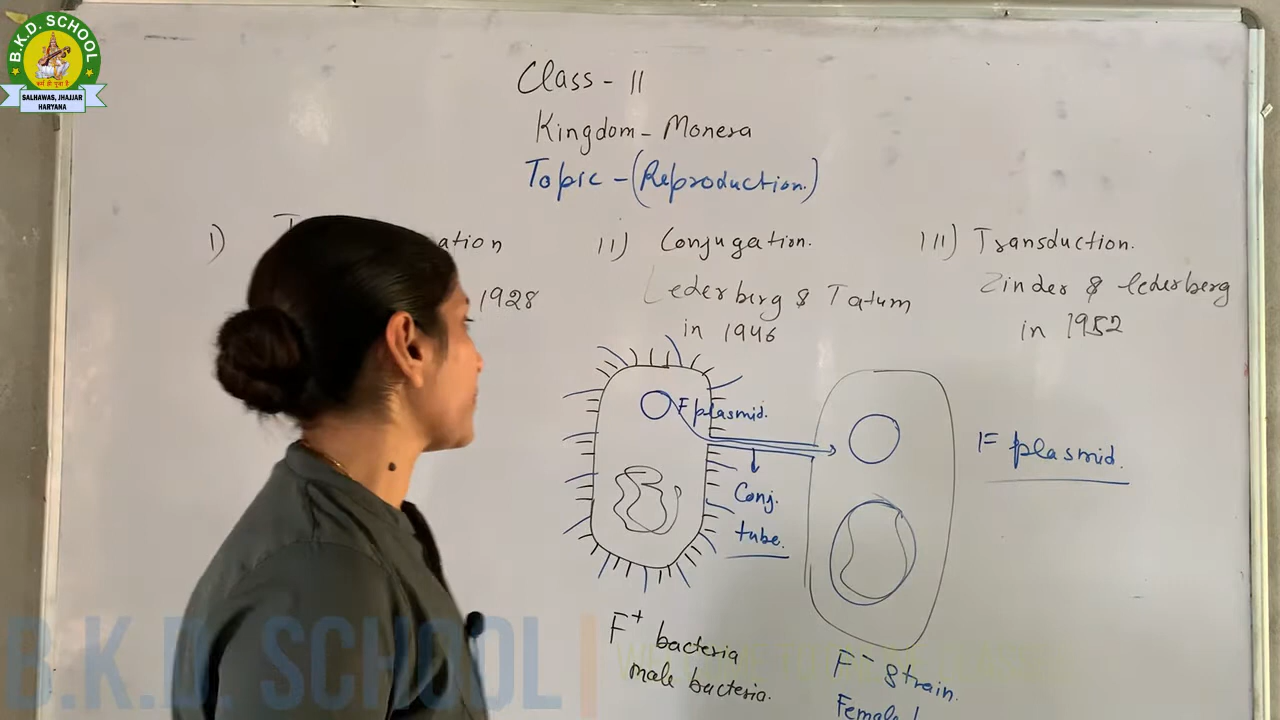 B.K.D. SCHOOL
SALHAWAS, JHAJJAR
HARYANA
Class - 11
Kingdom - Monera
Topic - (Reproduction.)
I)
ation
1928
II) Conjugation.
Lederberg & Tatum
in 1946
III) Transduction.
Zinder & lederberg
in 1952
F plasmid.
Conj.
tube.
F plasmid.
F+ bacteria
male bacteria.
F- strain.
Female
B.K.D. SCHOOL